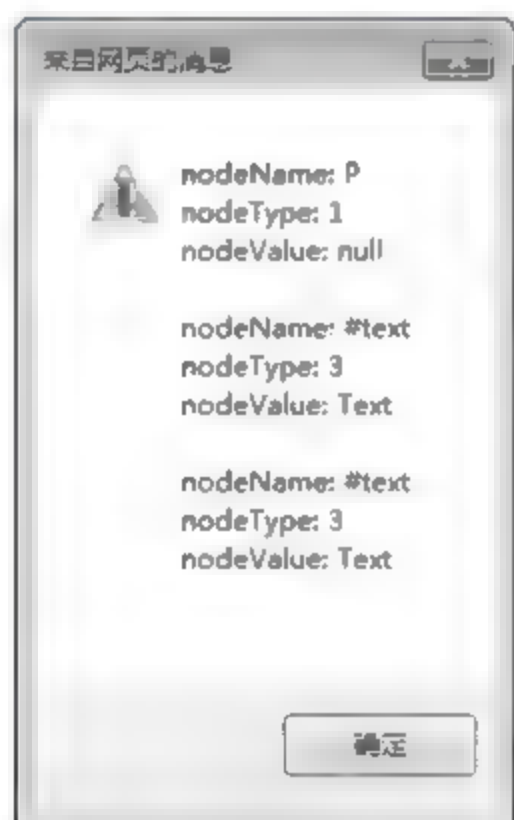 来自网页的消息
nodeName: P
nodeType: 1
nodeValue: null
nodeName: #text
nodeType: 3
nodeValue: Text
nodeName: #text
nodeType: 3
nodeValue: Text
确定